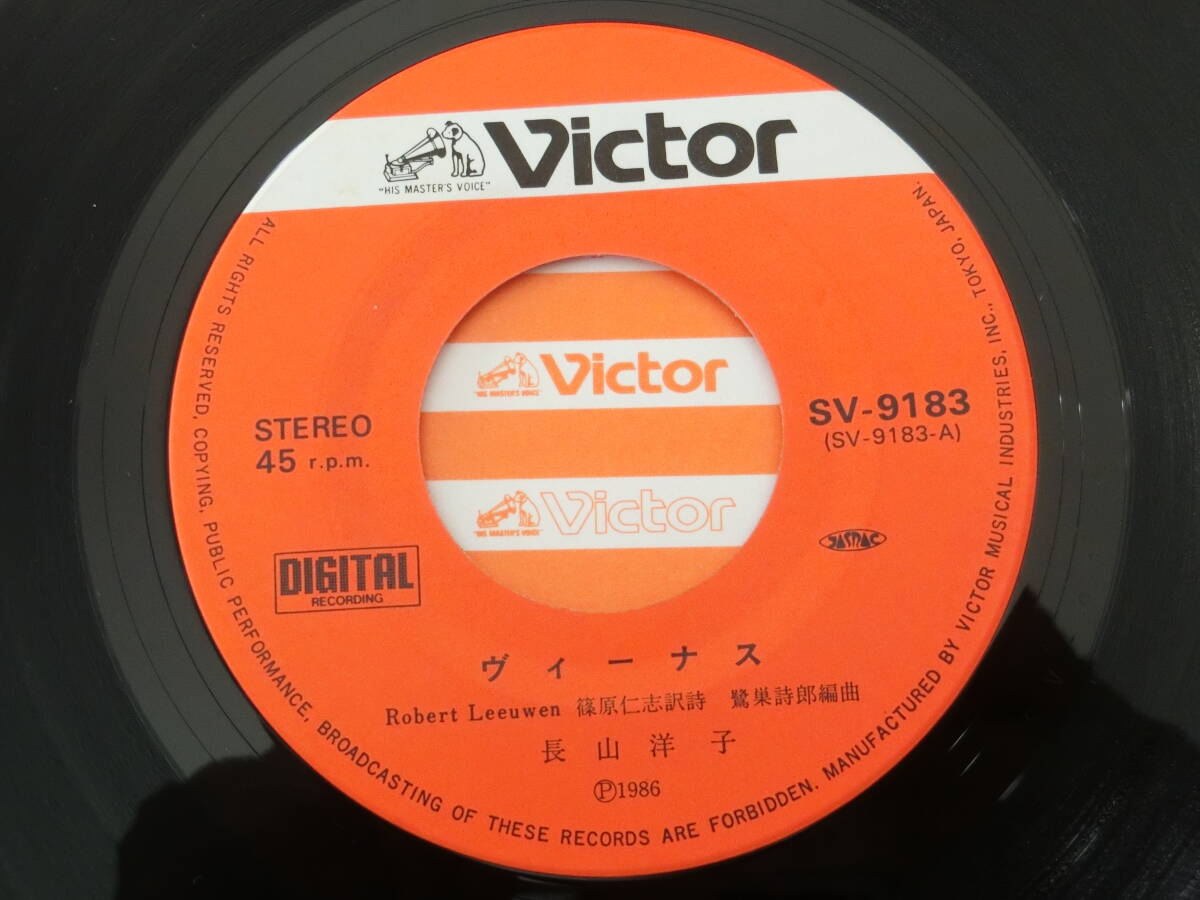 Victor
"HIS MASTER'S VOICE"
Victor
"HIS MASTER'S VOICE"
STEREO
45 r.p.m.
SV-9183
(SV-9183-A)
Victor
"HIS MASTER'S VOICE"
DIGITAL
RECORDING
JASRAC
ヴィーナス
Robert Leeuwen 篠原仁志訳詩 鷺巣詩郎編曲
長山洋子
Ⓟ1986
ALL RIGHTS RESERVED, COPYING, PUBLIC PERFORMANCE, BROADCASTING OF THESE RECORDS ARE FORBIDDEN. MANUFACTURED BY VICTOR MUSICAL INDUSTRIES, INC., TOKYO, JAPAN.